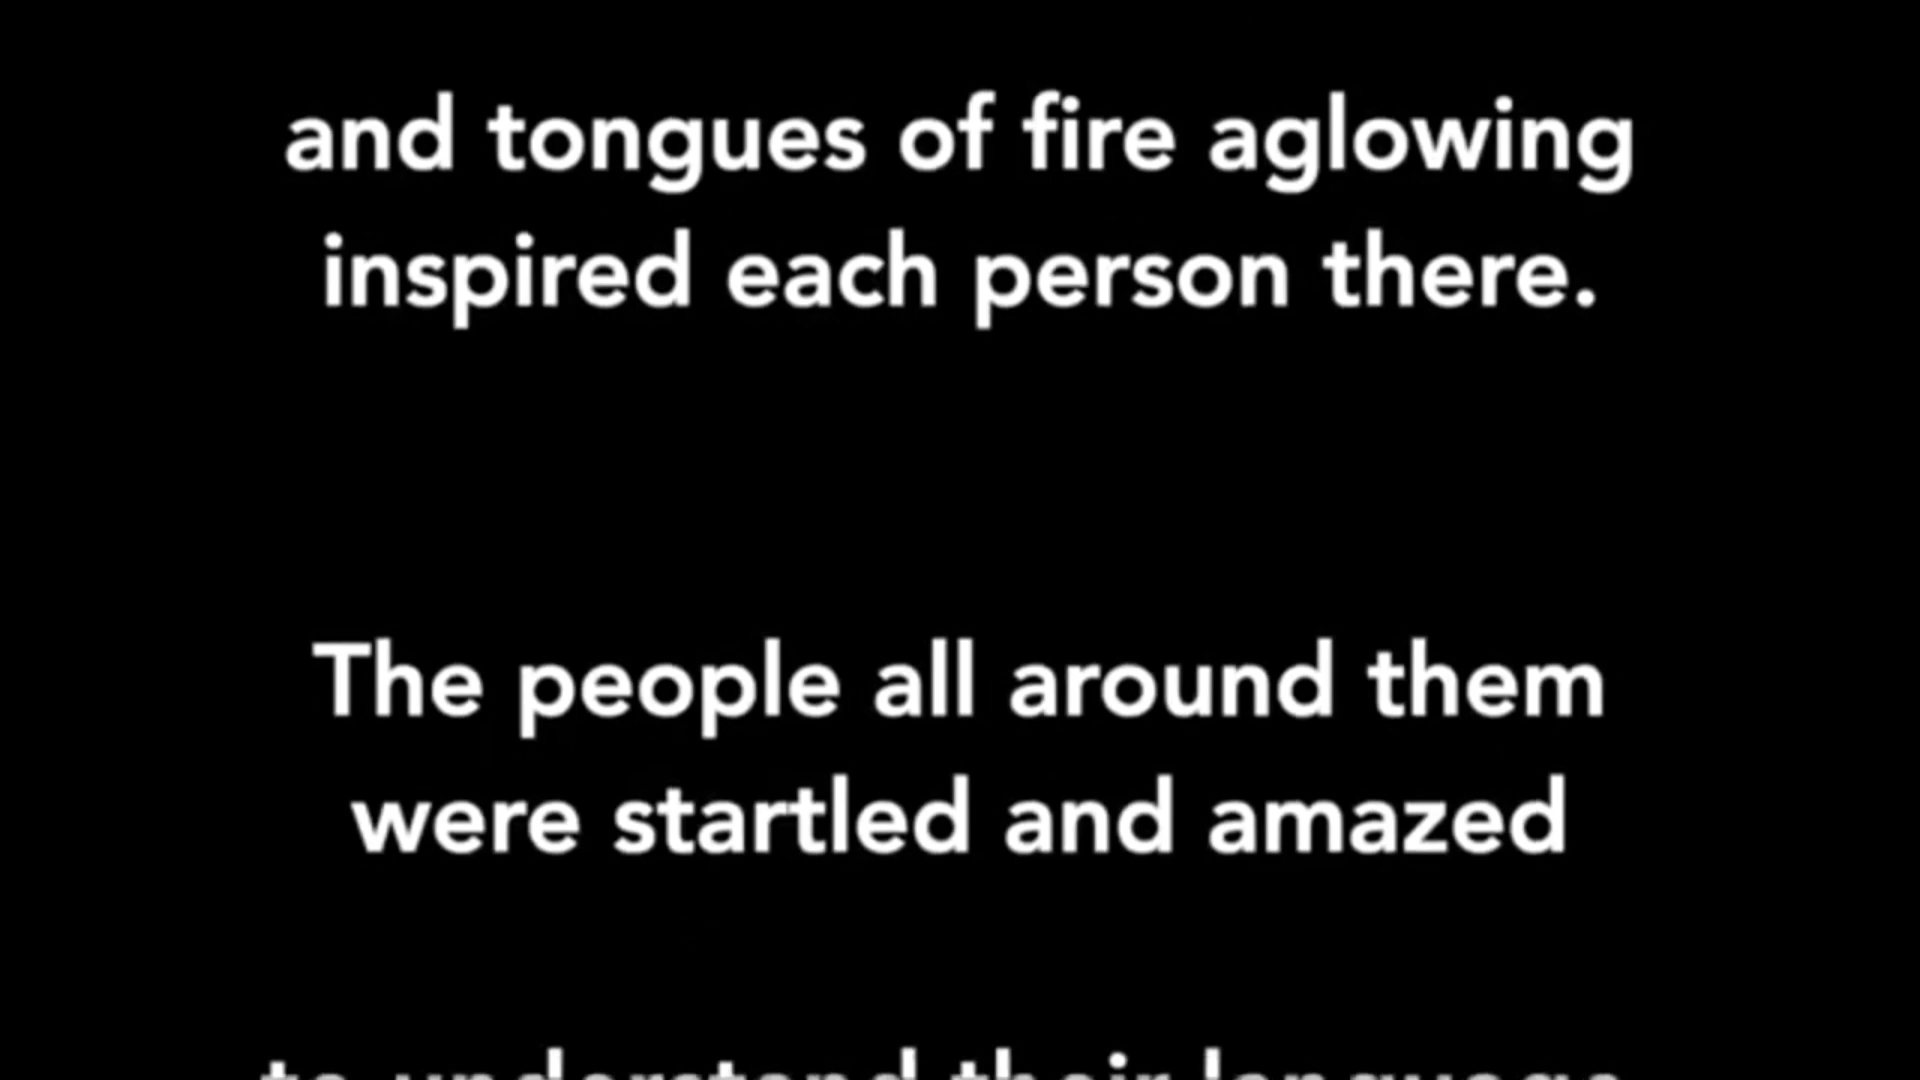 and tongues of fire aglowing
inspired each person there.
The people all around them
were startled and amazed
to understand their language